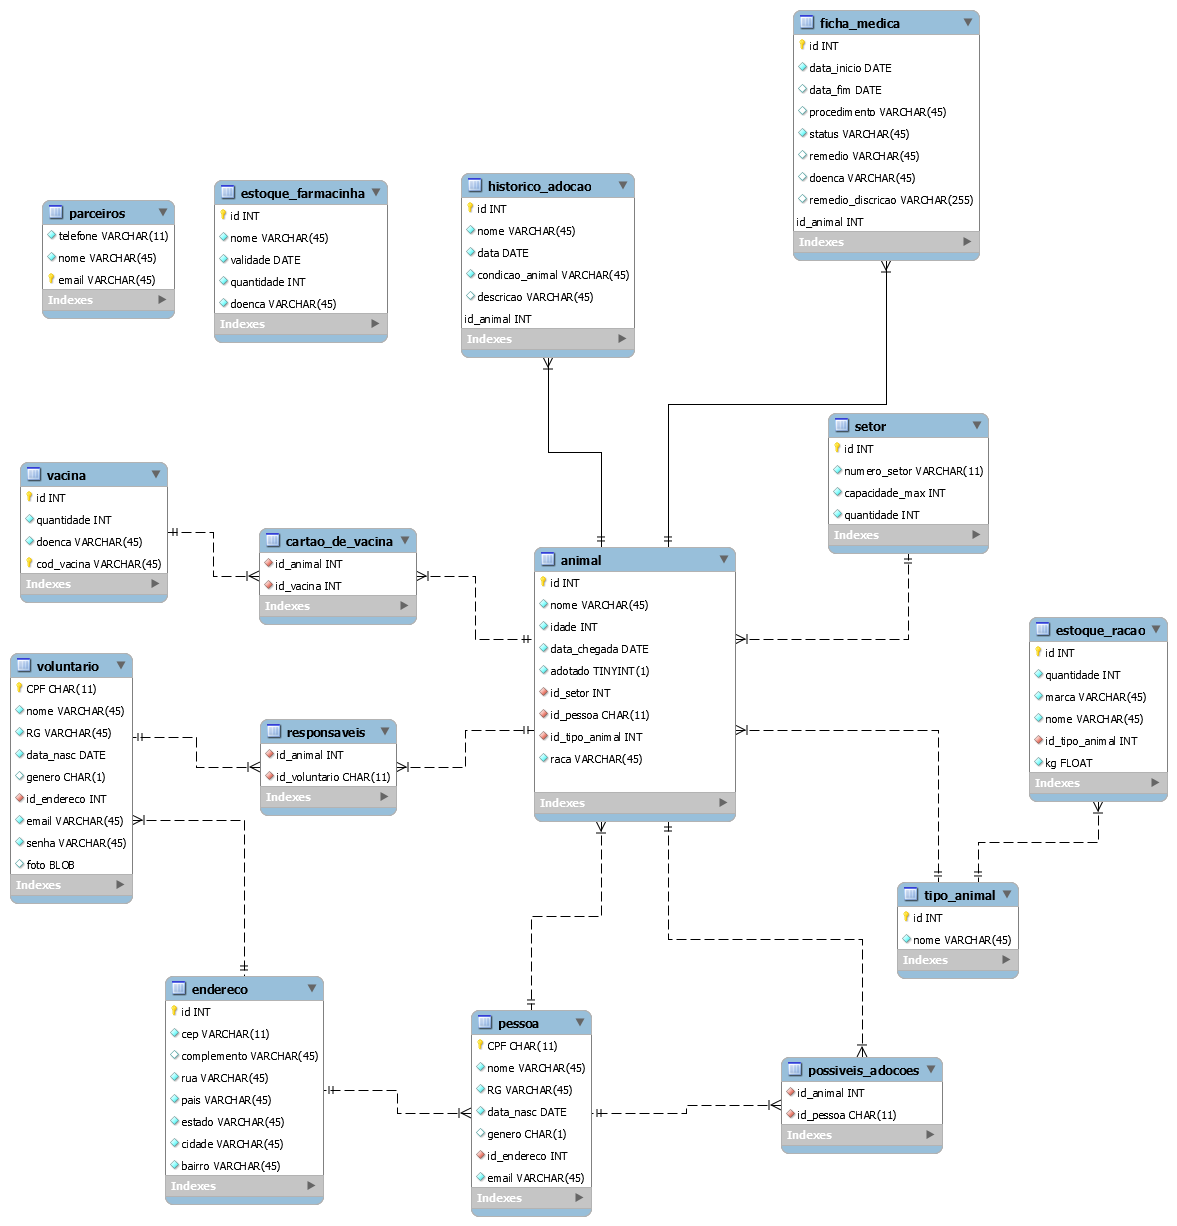 ficha_medica
id INT
data_inicio DATE
data_fim DATE
procedimento VARCHAR(45)
status VARCHAR(45)
remedio VARCHAR(45)
doenca VARCHAR(45)
remedio_discricao VARCHAR(255)
id_animal INT
Indexes
historico_adocao
id INT
nome VARCHAR(45)
data DATE
condicao_animal VARCHAR(45)
descricao VARCHAR(45)
id_animal INT
Indexes
estoque_farmacinha
id INT
nome VARCHAR(45)
validade DATE
quantidade INT
doenca VARCHAR(45)
Indexes
parceiros
telefone VARCHAR(11)
nome VARCHAR(45)
email VARCHAR(45)
Indexes
setor
id INT
numero_setor VARCHAR(11)
capacidade_max INT
quantidade INT
Indexes
vacina
id INT
quantidade INT
doenca VARCHAR(45)
cod_vacina VARCHAR(45)
Indexes
cartao_de_vacina
id_animal INT
id_vacina INT
Indexes
animal
id INT
nome VARCHAR(45)
idade INT
data_chegada DATE
adotado TINYINT(1)
id_setor INT
id_pessoa CHAR(11)
id_tipo_animal INT
raca VARCHAR(45)
Indexes
estoque_racao
id INT
quantidade INT
marca VARCHAR(45)
nome VARCHAR(45)
id_tipo_animal INT
kg FLOAT
Indexes
voluntario
CPF CHAR(11)
nome VARCHAR(45)
RG VARCHAR(45)
data_nasc DATE
genero CHAR(1)
id_endereco INT
email VARCHAR(45)
senha VARCHAR(45)
foto BLOB
Indexes
responsaveis
id_animal INT
id_voluntario CHAR(11)
Indexes
tipo_animal
id INT
nome VARCHAR(45)
Indexes
endereco
id INT
cep VARCHAR(11)
complemento VARCHAR(45)
rua VARCHAR(45)
pais VARCHAR(45)
estado VARCHAR(45)
cidade VARCHAR(45)
bairro VARCHAR(45)
Indexes
pessoa
CPF CHAR(11)
nome VARCHAR(45)
RG VARCHAR(45)
data_nasc DATE
genero CHAR(1)
id_endereco INT
email VARCHAR(45)
Indexes
possiveis_adocoes
id_animal INT
id_pessoa CHAR(11)
Indexes